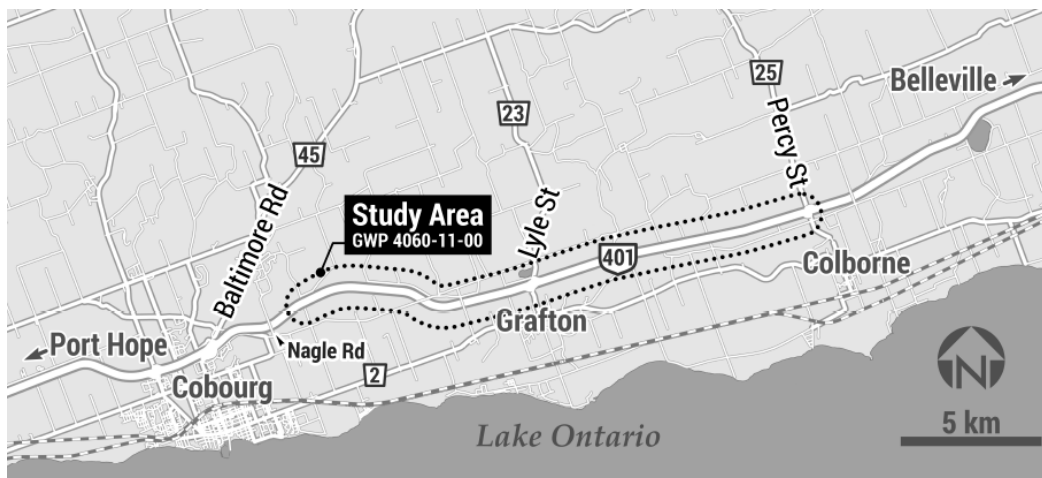 25
Belleville
23
Percy St
45
Baltimore Rd
Study Area
GWP 4060-11-00
Lyle St
401
Colborne
Grafton
Port Hope
Nagle Rd
2
Cobourg
N
5 km
Lake Ontario